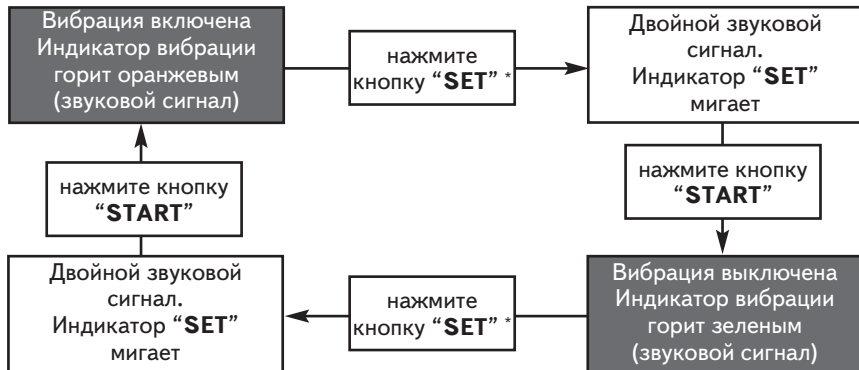 Вибрация включена
Индикатор вибрации
горит оранжевым
(звуковой сигнал)
нажмите
кнопку “SET” *
Двойной звуковой
сигнал.
Индикатор “SET”
мигает
нажмите кнопку
“START”
нажмите кнопку
“START”
Двойной звуковой
сигнал.
Индикатор “SET”
мигает
нажмите
кнопку “SET” *
Вибрация выключена
Индикатор вибрации
горит зеленым
(звуковой сигнал)